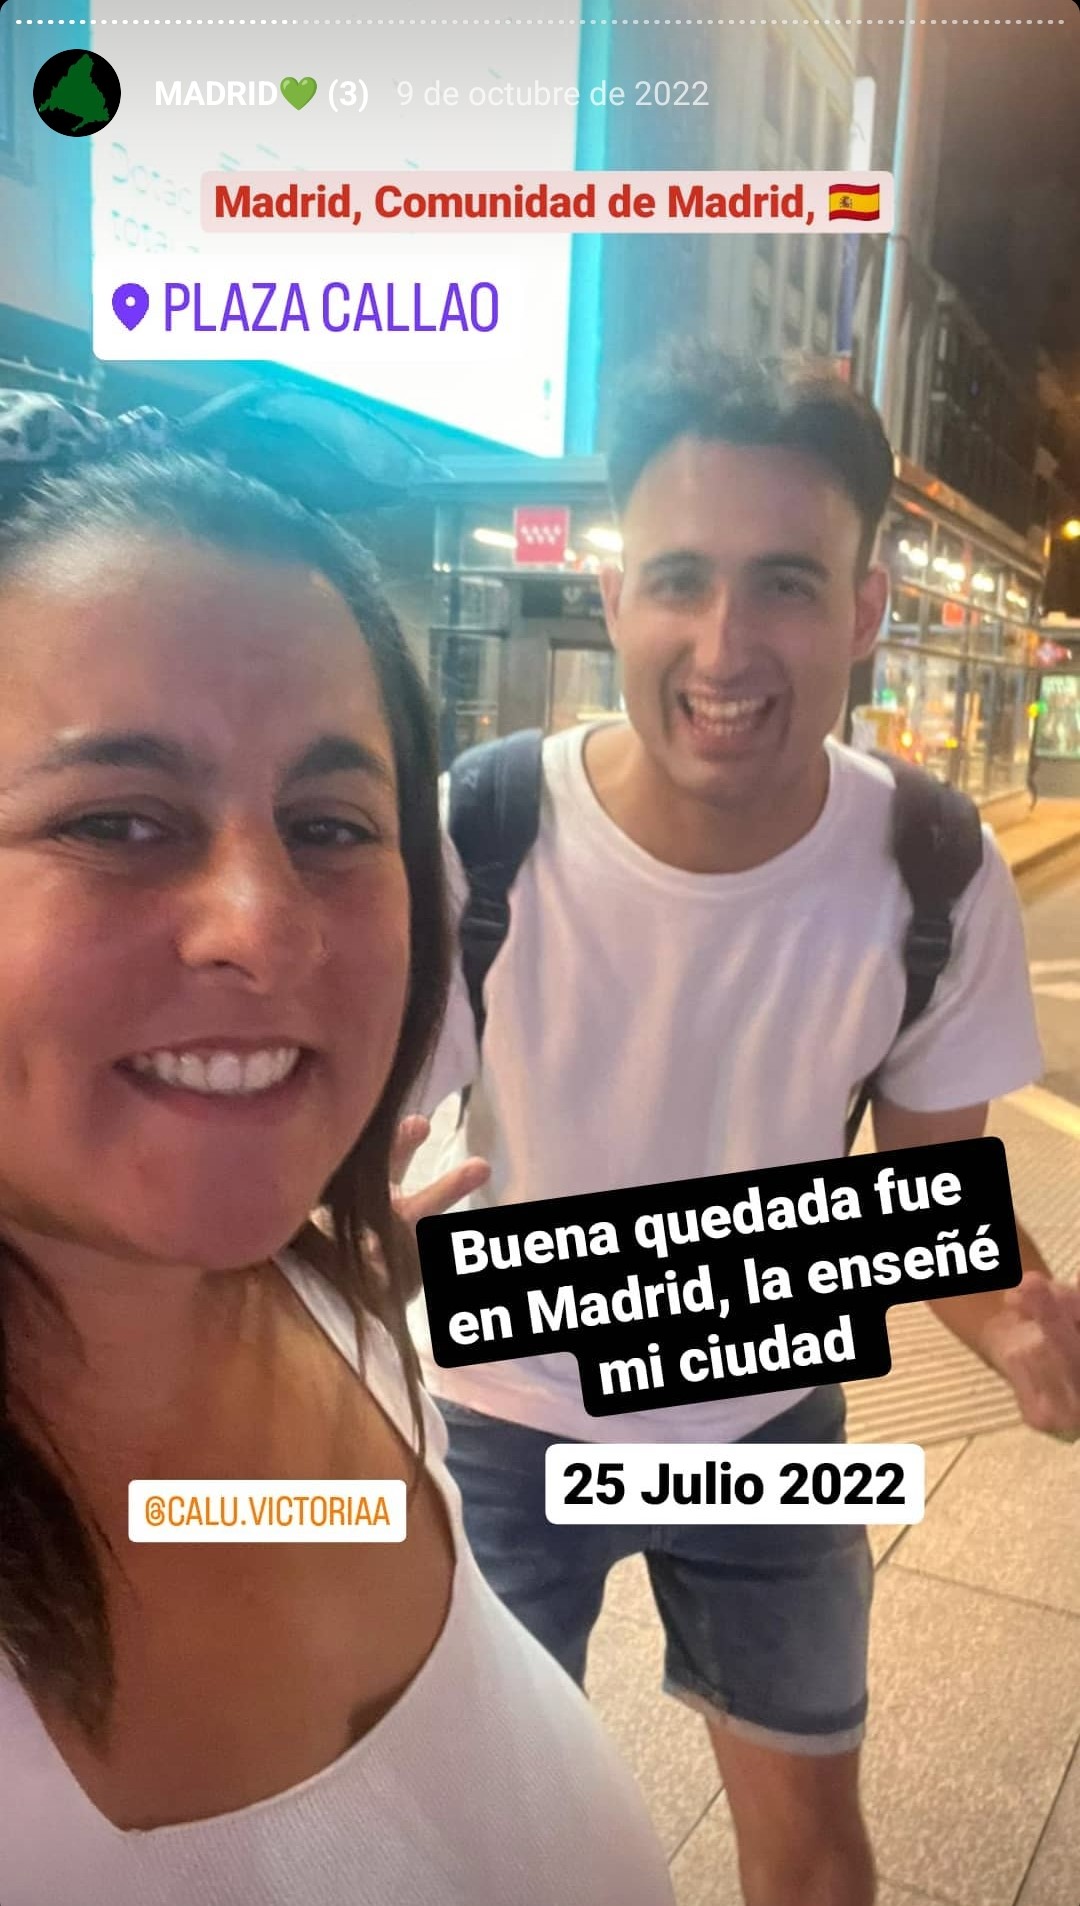 MADRID💚 (3) 9 de octubre de 2022
Madrid, Comunidad de Madrid, 🇪🇸
PLAZA CALLAO
Buena quedada fue
en Madrid, la enseñé
mi ciudad
25 Julio 2022
@CALU.VICTORIAA